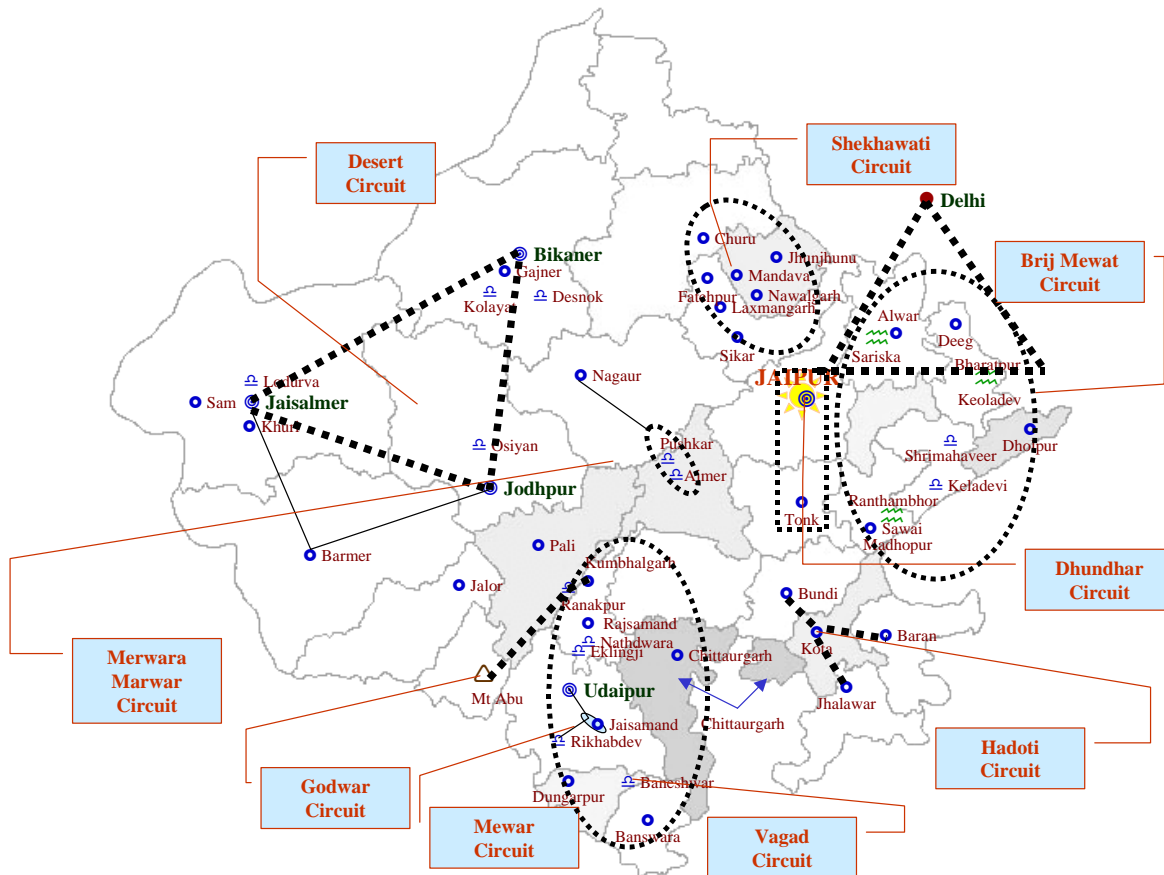 Shekhawati
Circuit
Desert
Circuit
Delhi
Churu
Bikaner
Jhunjhunu
Gajner
Mandava
Brij Mewat
Circuit
Kolayat
Desnok
Fatehpur
Nawalgarh
Laxmangarh
Alwar
Deeg
Sikar
Sariska
Bharatpur
Lodurva
Nagaur
JAIPUR
Keoladev
Sam
Jaisalmer
Khuri
Osiyan
Pushkar
Dholpur
Shrimahaveer
Ajmer
Jodhpur
Keladevi
Ranthambhor
Tonk
Sawai
Madhopur
Pali
Barmer
Kumbhalgarh
Dhundhar
Circuit
Jalor
Ranakpur
Bundi
Rajsamand
Nathdwara
Eklingji
Kota
Baran
Merwara
Marwar
Circuit
Chittaurgarh
Mt Abu
Udaipur
Jhalawar
Jaisamand
Chittaurgarh
Rikhabdev
Hadoti
Circuit
Godwar
Circuit
Dungarpur
Baneshwar
Banswara
Mewar
Circuit
Vagad
Circuit